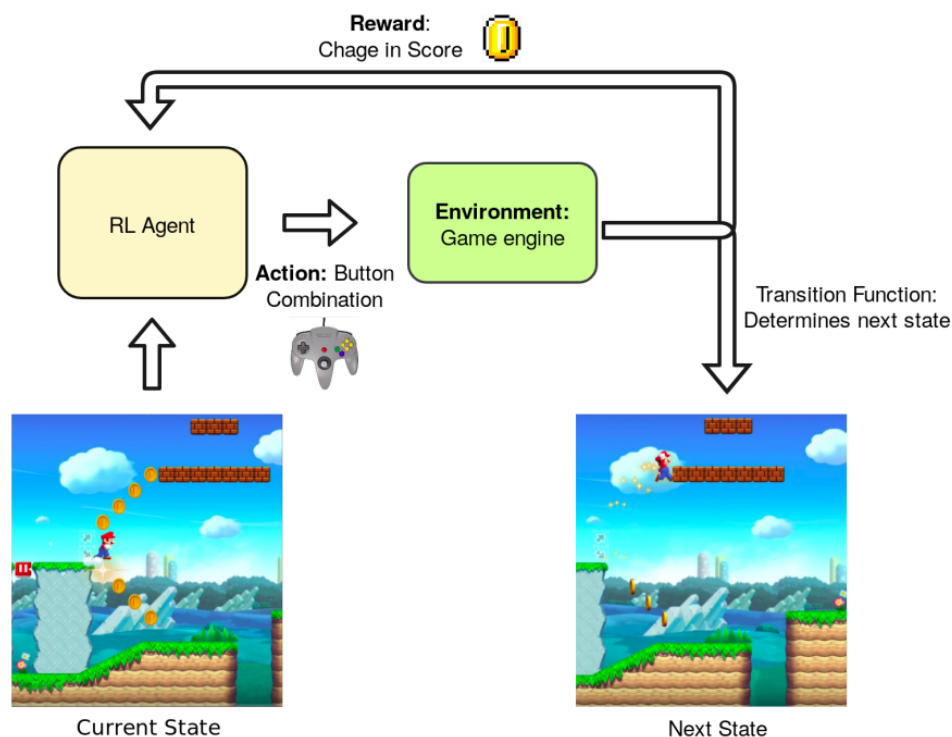 Reward:
Chage in Score
RL Agent
Environment:
Game engine
Action: Button
Combination
Transition Function:
Determines next state
Current State
Next State